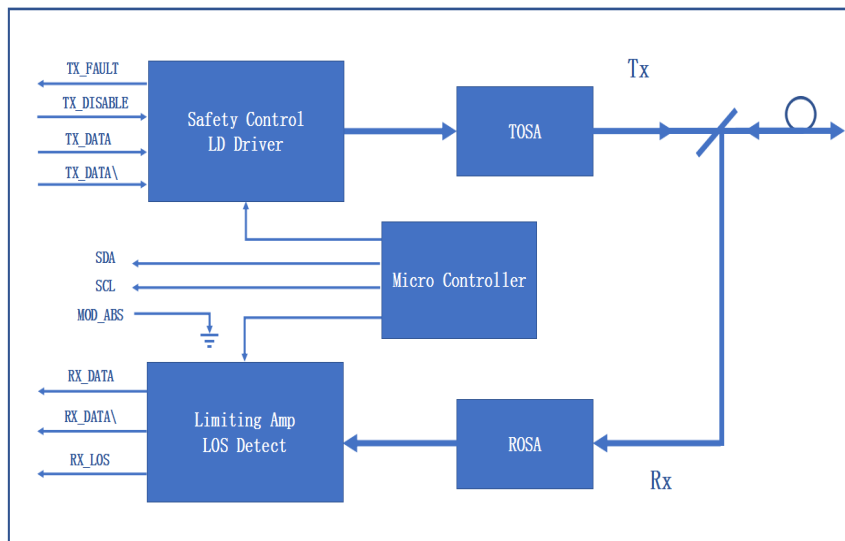 TX_FAULT
TX_DISABLE
TX_DATA
TX_DATA\
Safety Control
LD Driver
TOSA
Tx
SDA
SCL
MOD_ABS
Micro Controller
RX_DATA
RX_DATA\
RX_LOS
Limiting Amp
LOS Detect
ROSA
Rx